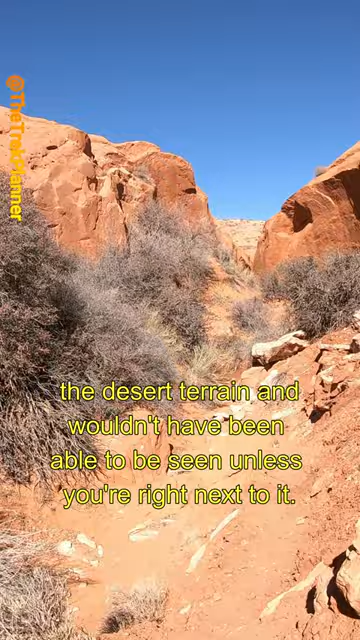 @TheTrekPlanner
the desert terrain and
wouldn't have been
able to be seen unless
you're right next to it.